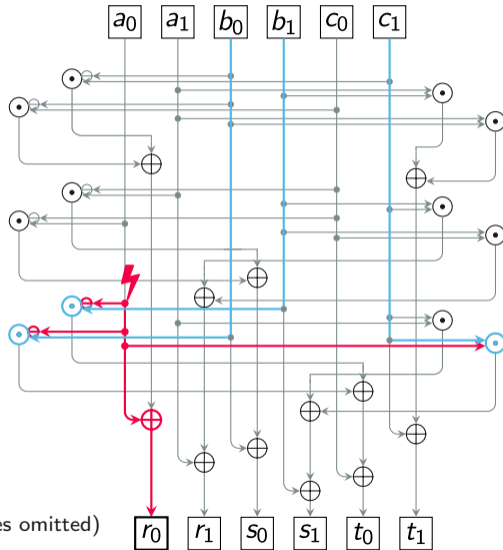 a₀ a₁ b₀ b₁ c₀ c₁
es omitted)
r₀ r₁ s₀ s₁ t₀ t₁